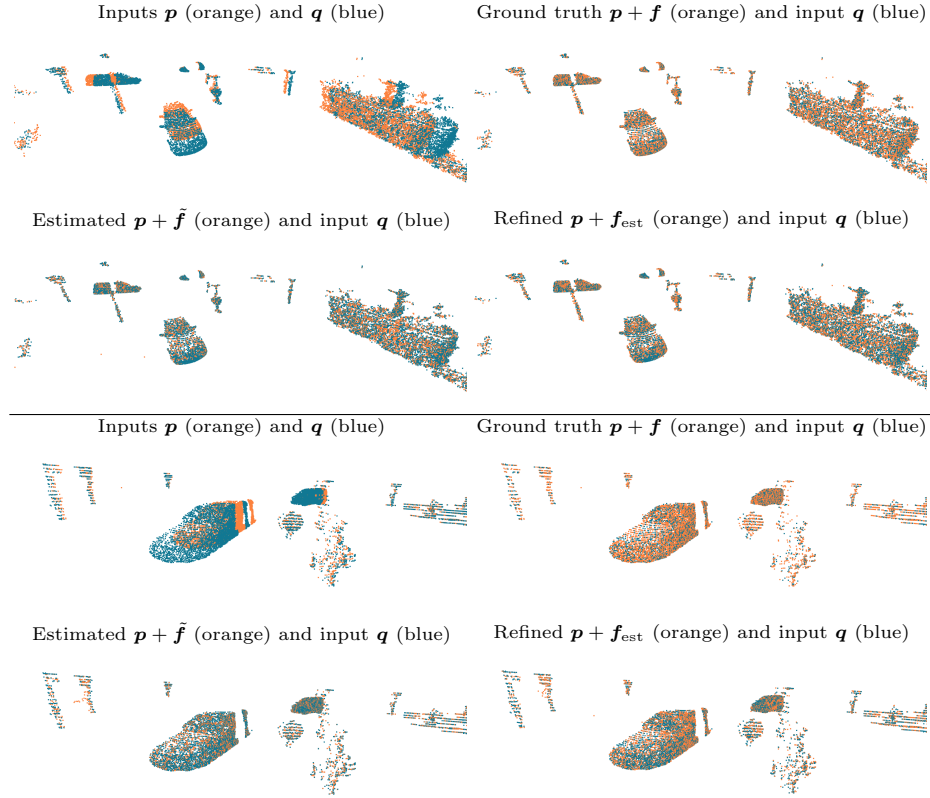 Inputs p (orange) and q (blue)
Ground truth p + f (orange) and input q (blue)
Estimated p + f̃ (orange) and input q (blue)
Refined p + f_est (orange) and input q (blue)
Inputs p (orange) and q (blue)
Ground truth p + f (orange) and input q (blue)
Estimated p + f̃ (orange) and input q (blue)
Refined p + f_est (orange) and input q (blue)